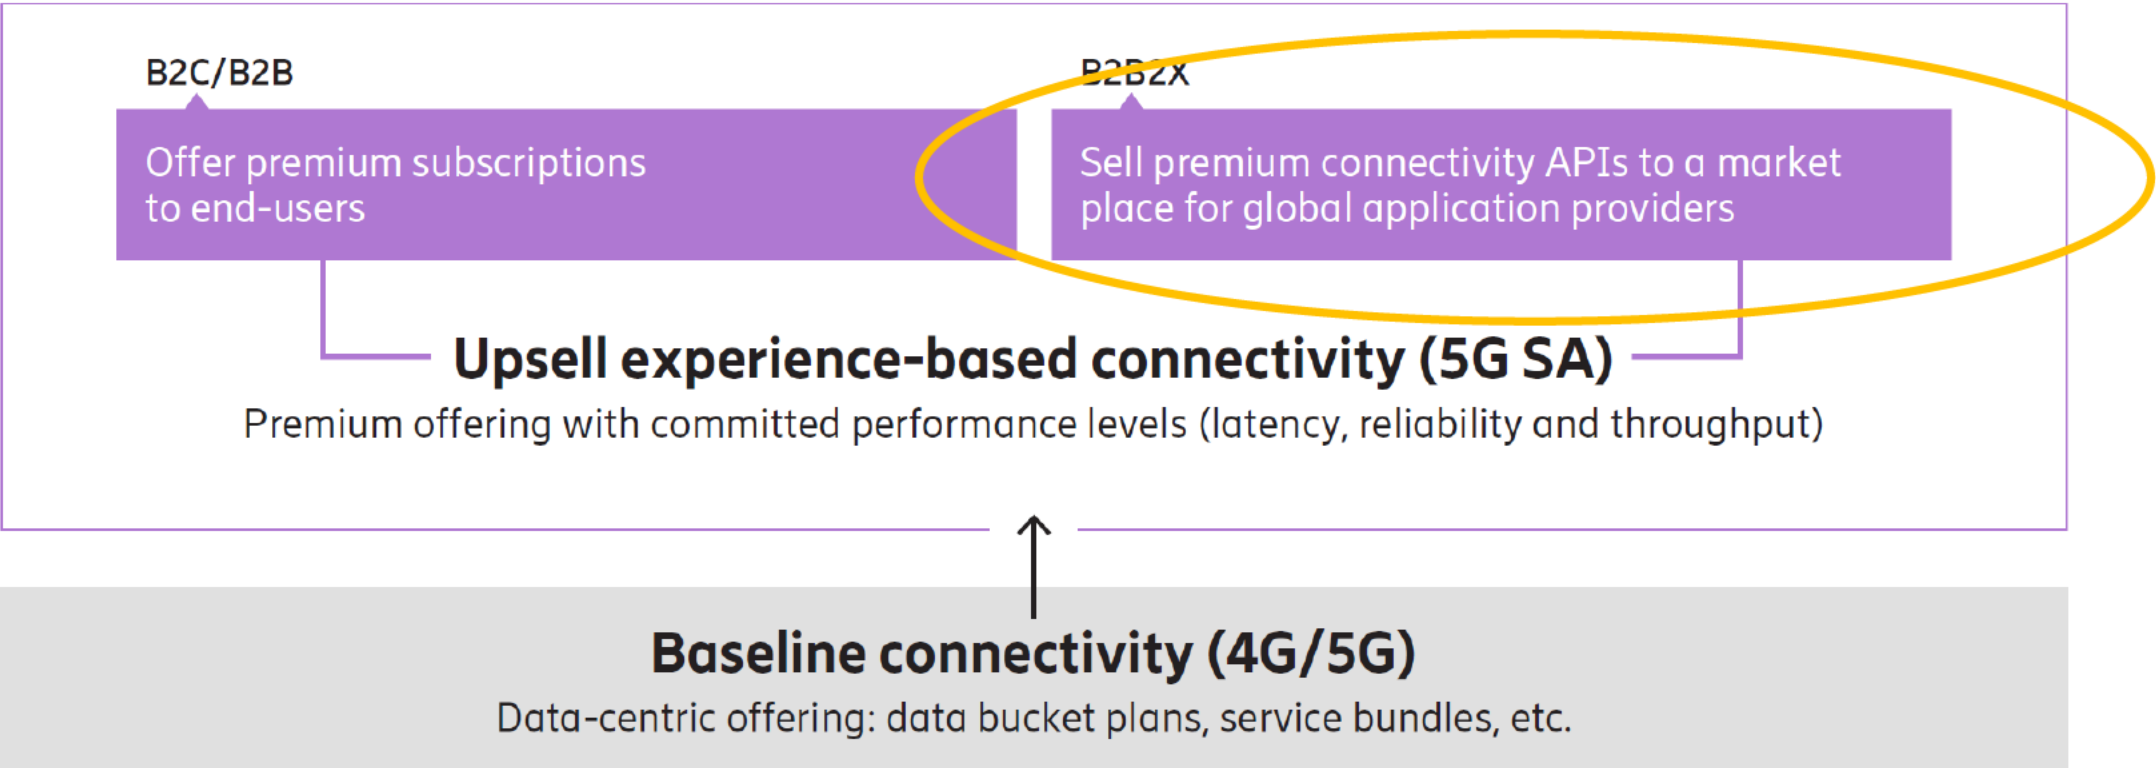 B2C/B2B
Offer premium subscriptions
to end-users
B2B2X
Sell premium connectivity APIs to a market
place for global application providers
Upsell experience-based connectivity (5G SA)
Premium offering with committed performance levels (latency, reliability and throughput)
Baseline connectivity (4G/5G)
Data-centric offering: data bucket plans, service bundles, etc.